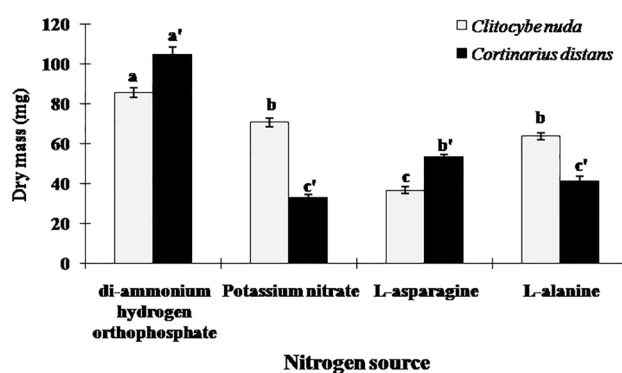 120
100
80
60
40
20
0
Dry mass (mg)
Clitocybe nuda
Cortinarius distans
a
a'
b
c'
c
b'
b
c'
di-ammonium
hydrogen
orthophosphate
Potassium nitrate
L-asparagine
L-alanine
Nitrogen source